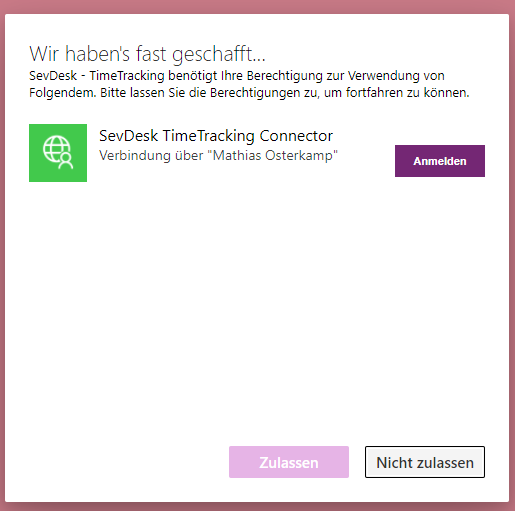 Wir haben's fast geschafft...
SevDesk - TimeTracking benötigt Ihre Berechtigung zur Verwendung von
Folgendem. Bitte lassen Sie die Berechtigungen zu, um fortfahren zu können.
SevDesk TimeTracking Connector
Verbindung über "Mathias Osterkamp"
Anmelden
Zulassen
Nicht zulassen